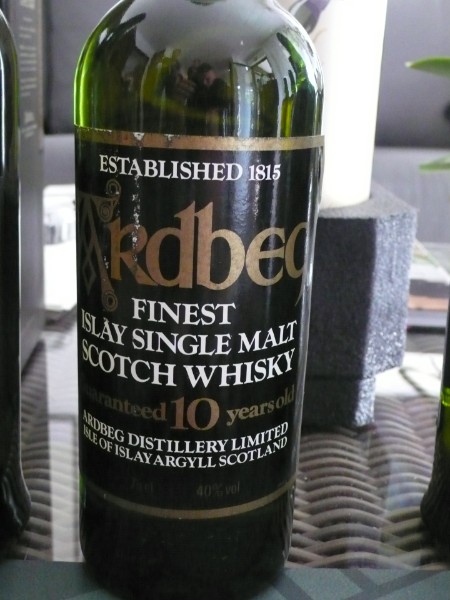 ESTABLISHED 1815
Ardbeg
FINEST
ISLAY SINGLE MALT
SCOTCH WHISKY
guaranteed 10 years old
ARDBEG DISTILLERY LIMITED
ISLE OF ISLAY ARGYLL SCOTLAND
40% vol